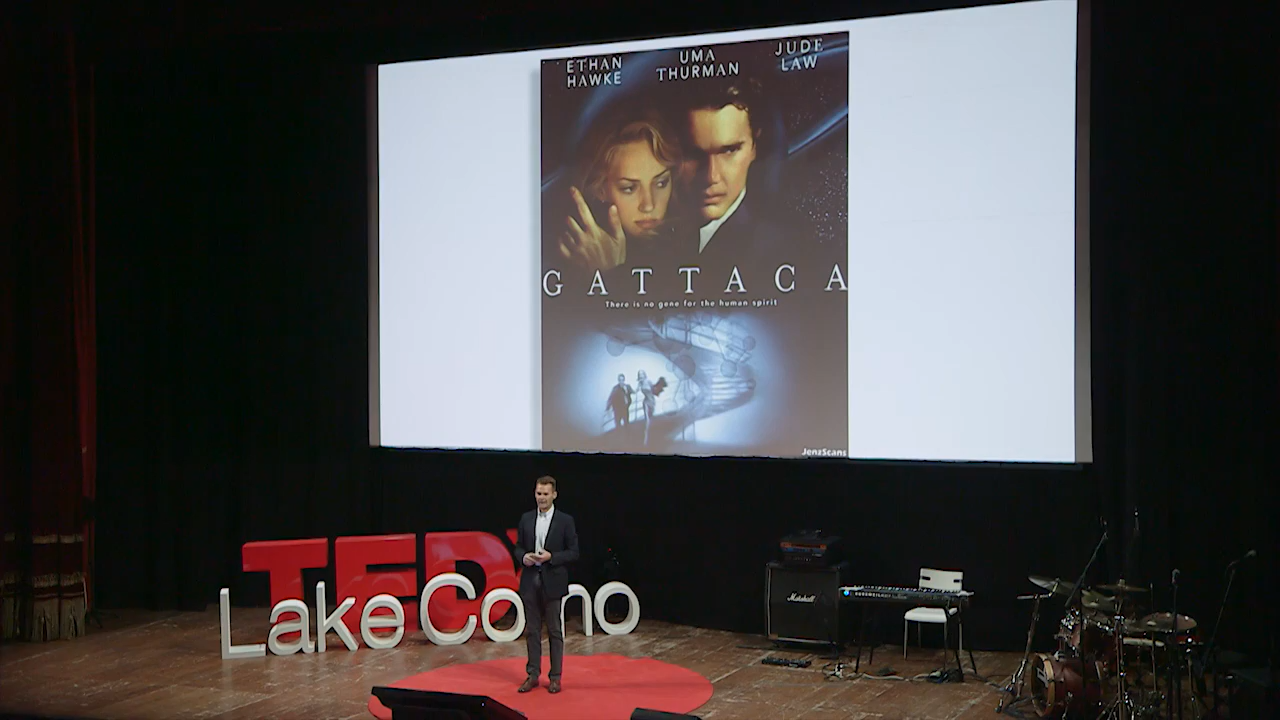 ETHAN HAWKE
UMA THURMAN
JUDE LAW
GATTACA
There is no gene for the human spirit
JenzScans
TEDx
Lake Como
Marshall